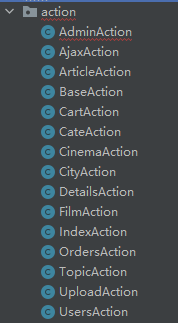 action
AdminAction
AjaxAction
ArticleAction
BaseAction
CartAction
CateAction
CinemaAction
CityAction
DetailsAction
FilmAction
IndexAction
OrdersAction
TopicAction
UploadAction
UsersAction